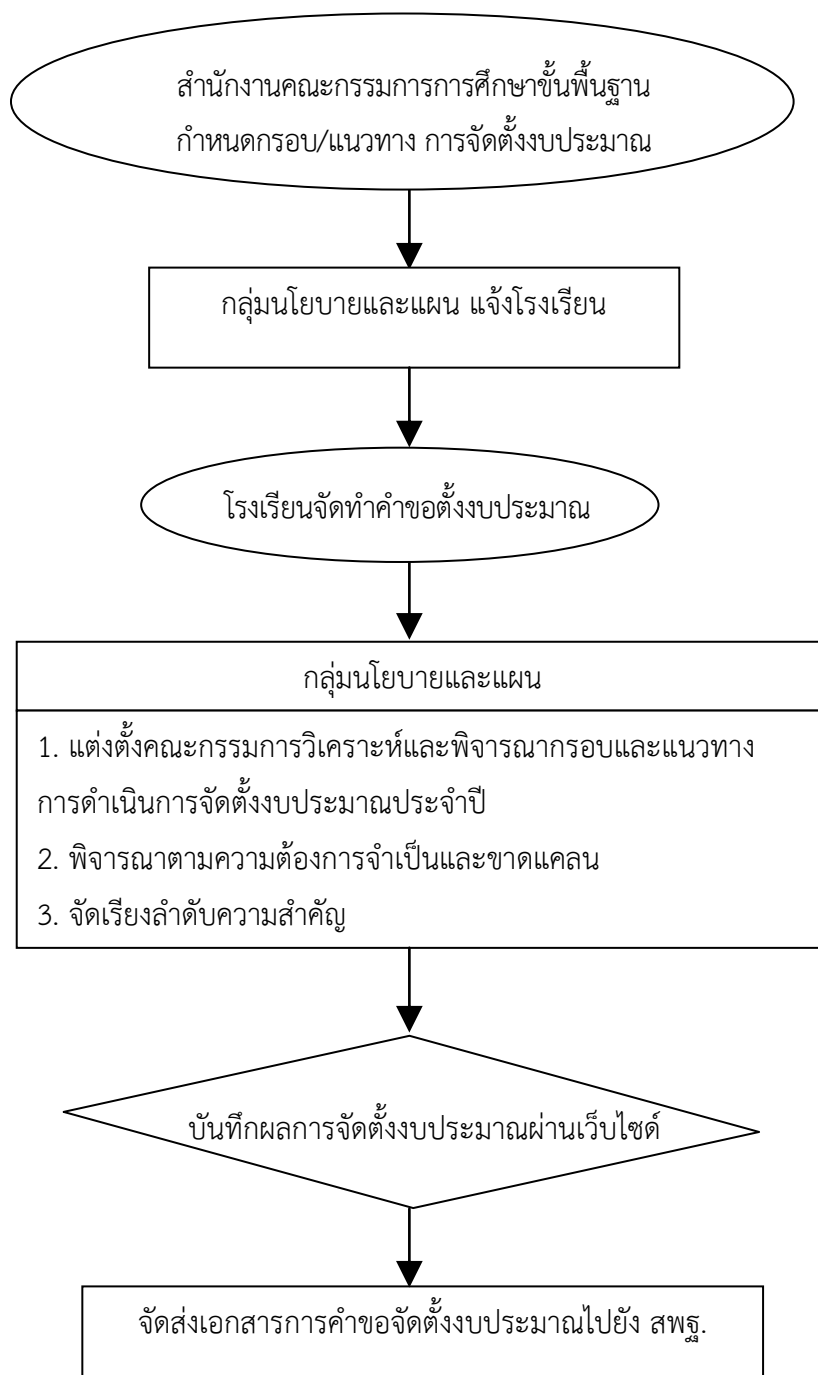 สำนักงานคณะกรรมการการศึกษาขั้นพื้นฐาน
กำหนดกรอบ/แนวทาง การจัดตั้งงบประมาณ
กลุ่มนโยบายและแผน แจ้งโรงเรียน
โรงเรียนจัดทำคำขอตั้งงบประมาณ
กลุ่มนโยบายและแผน
1. แต่งตั้งคณะกรรมการวิเคราะห์และพิจารณากรอบและแนวทาง
การดำเนินการจัดตั้งงบประมาณประจำปี
2. พิจารณาตามความต้องการจำเป็นและขาดแคลน
3. จัดเรียงลำดับความสำคัญ
บันทึกผลการจัดตั้งงบประมาณผ่านเว็บไซด์
จัดส่งเอกสารการคำขอจัดตั้งงบประมาณไปยัง สพฐ.